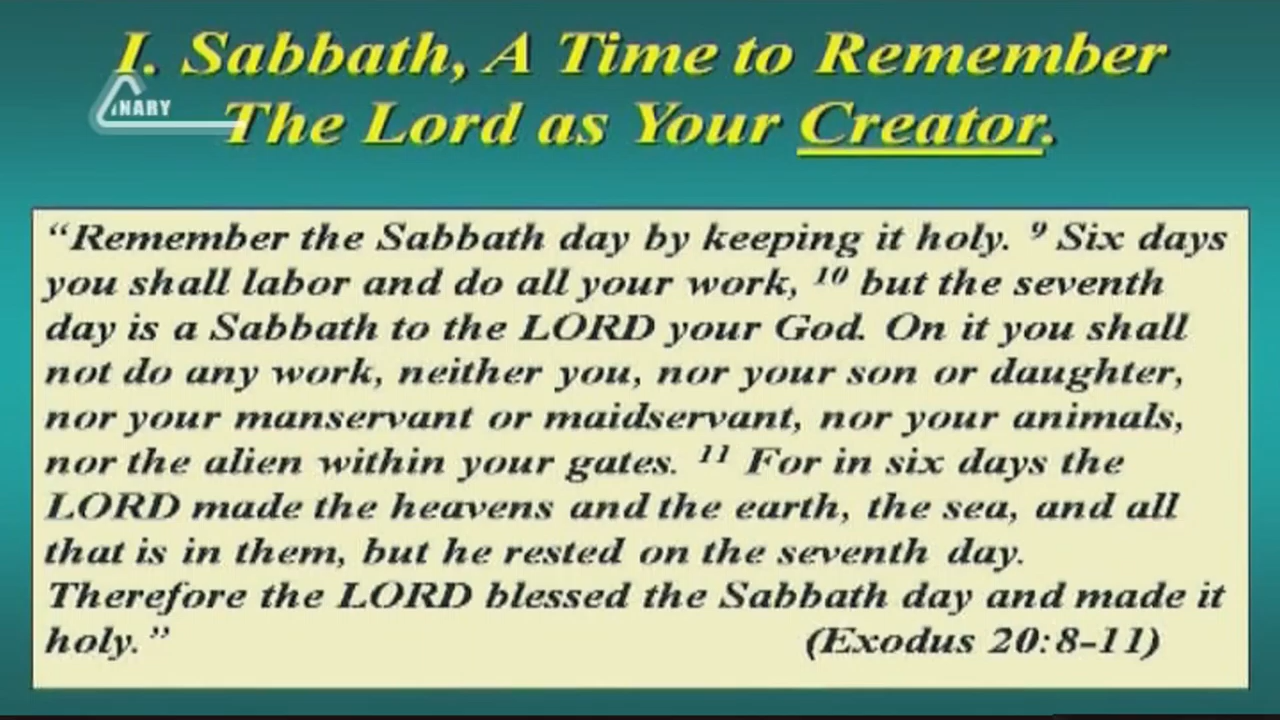 I. Sabbath, A Time to Remember
The Lord as Your Creator.
INARY
“Remember the Sabbath day by keeping it holy. ⁹ Six days
you shall labor and do all your work, ¹⁰ but the seventh
day is a Sabbath to the LORD your God. On it you shall
not do any work, neither you, nor your son or daughter,
nor your manservant or maidservant, nor your animals,
nor the alien within your gates. ¹¹ For in six days the
LORD made the heavens and the earth, the sea, and all
that is in them, but he rested on the seventh day.
Therefore the LORD blessed the Sabbath day and made it
holy.” (Exodus 20:8-11)